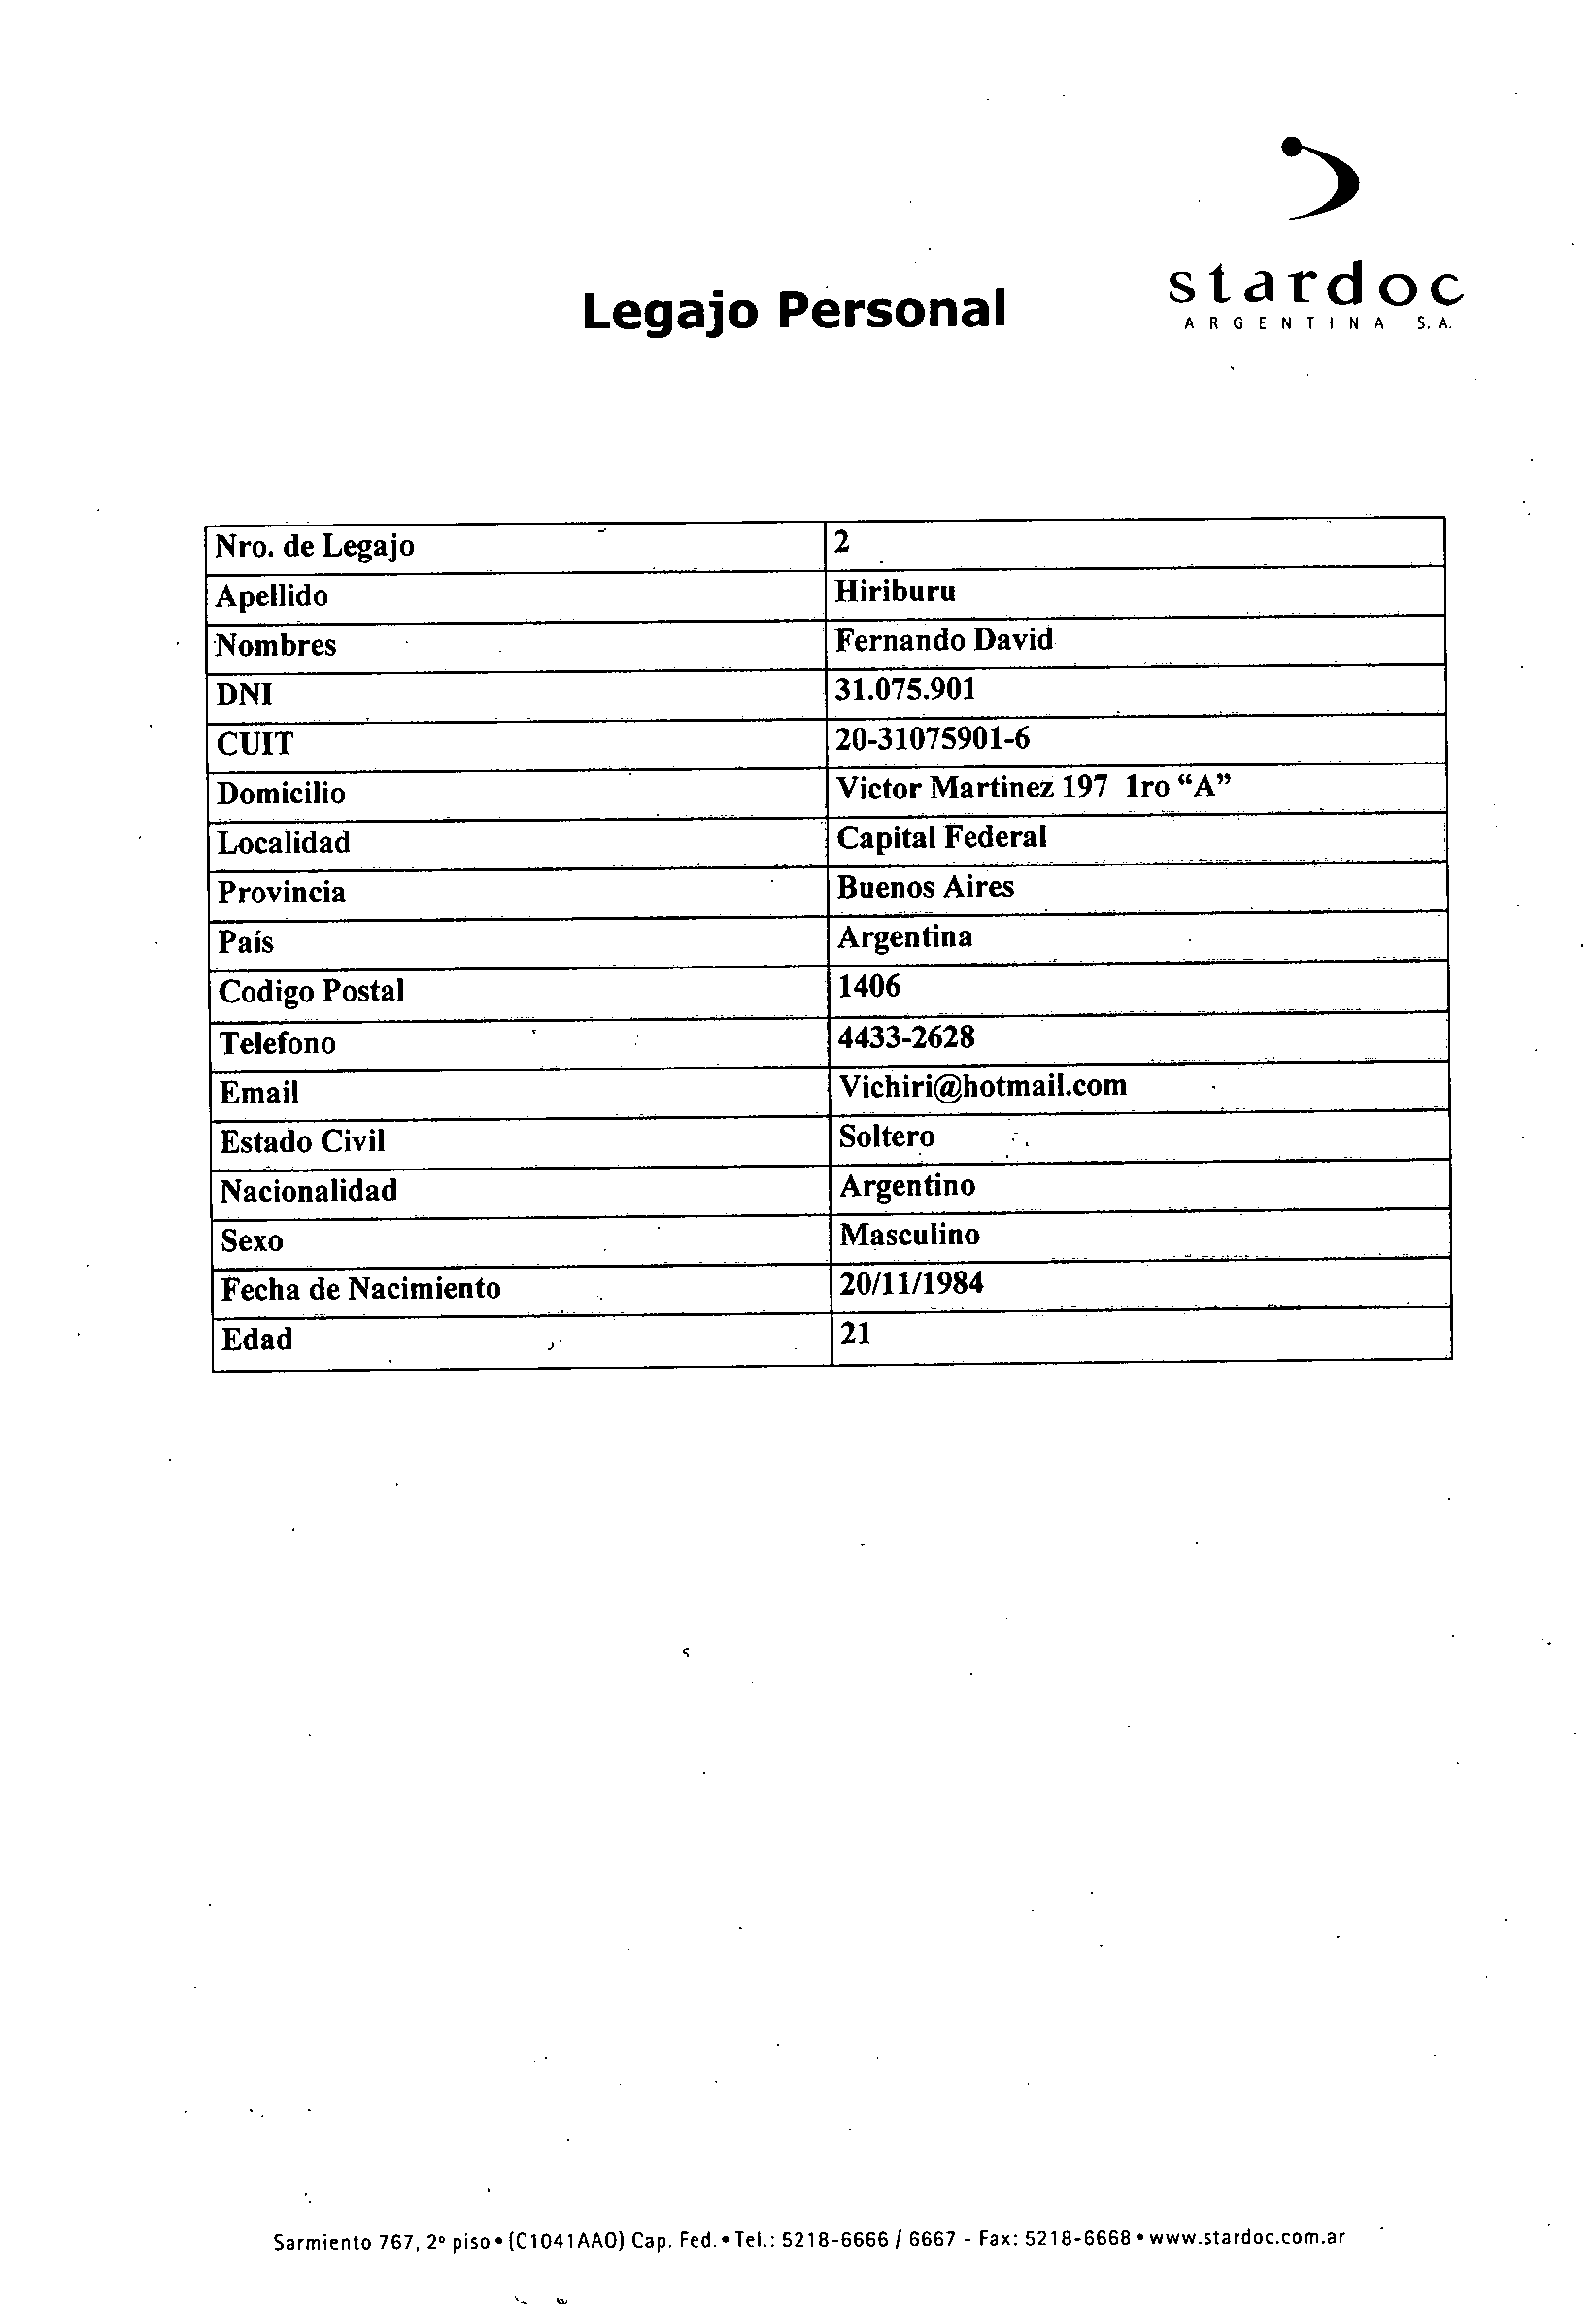 stardoc
ARGENTINA S.A.
Legajo Personal
Nro. de Legajo 2
Apellido Hiriburu
Nombres Fernando David
DNI 31.075.901
CUIT 20-31075901-6
Domicilio Victor Martinez 197 1ro “A”
Localidad Capital Federal
Provincia Buenos Aires
País Argentina
Codigo Postal 1406
Telefono 4433-2628
Email Vichiri@hotmail.com
Estado Civil Soltero
Nacionalidad Argentino
Sexo Masculino
Fecha de Nacimiento 20/11/1984
Edad 21
Sarmiento 767, 2º piso • (C1041AAO) Cap. Fed. • Tel.: 5218-6666 / 6667 - Fax: 5218-6668 • www.stardoc.com.ar